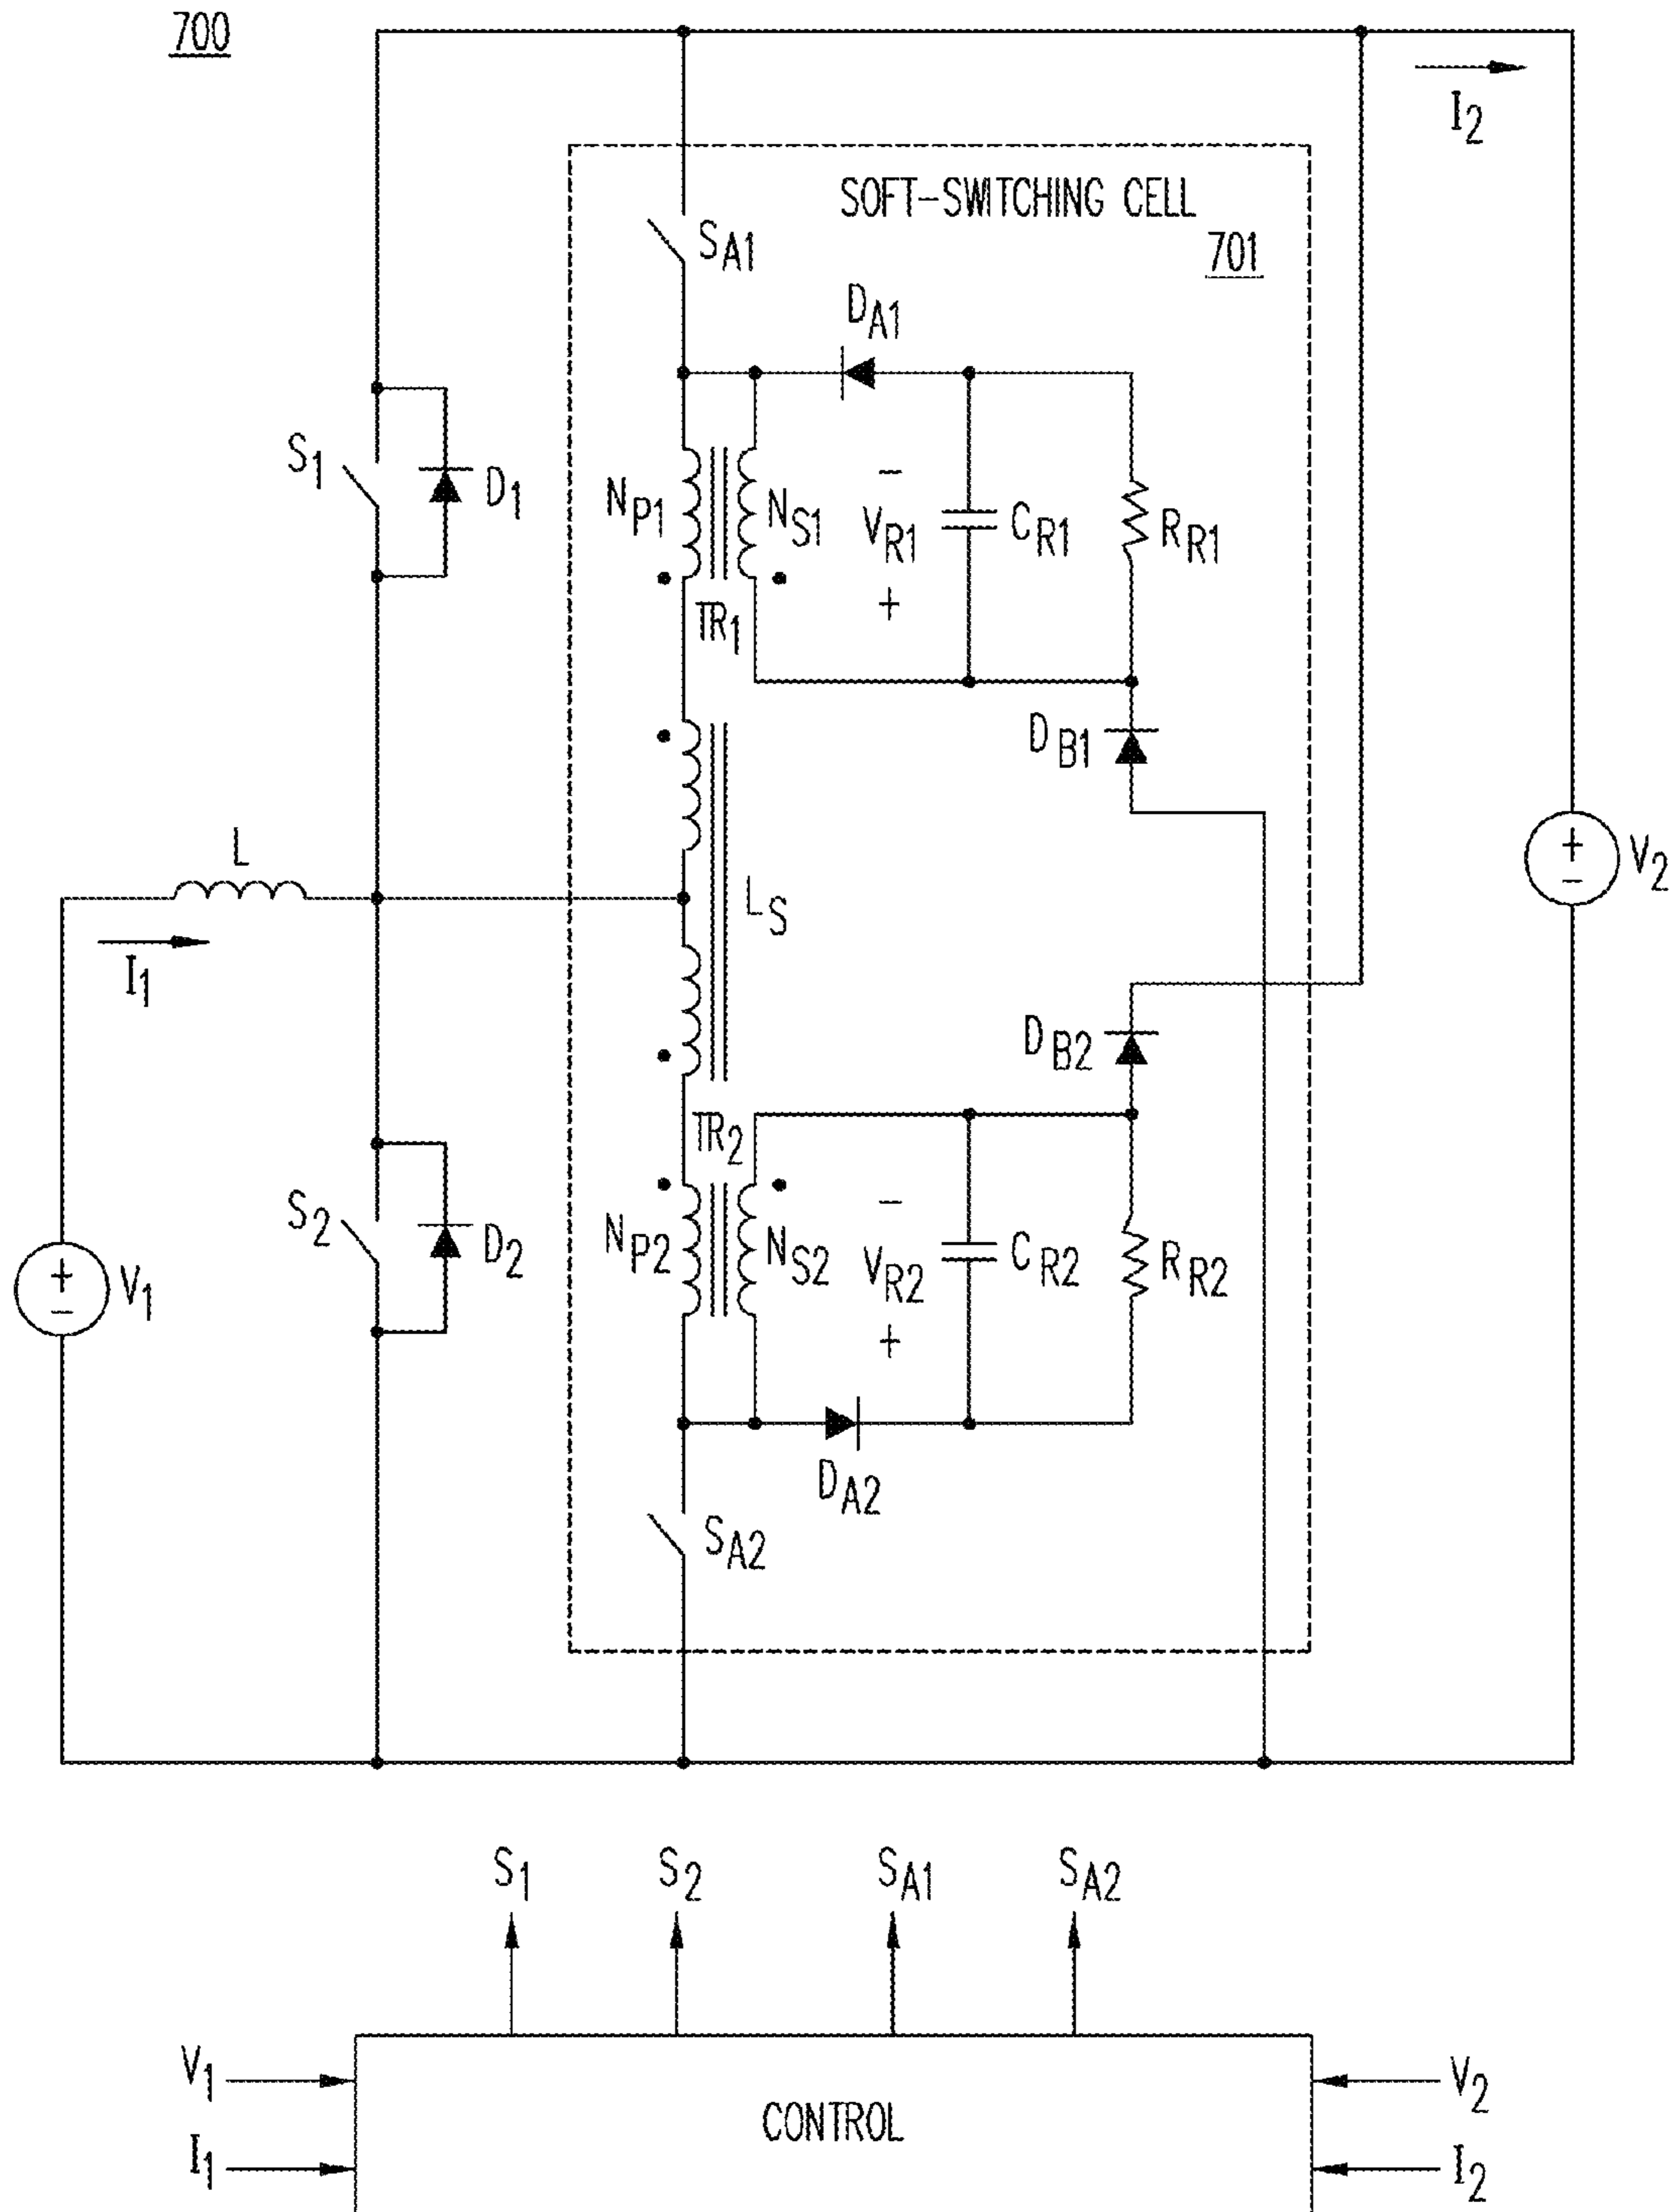 700
I2
SOFT-SWITCHING CELL
701
SA1
DA1
S1
D1
NP1
NS1
−
VR1
+
CR1
RR1
TR1
DB1
L
LS
+
−
V2
I1
DB2
TR2
S2
D2
NP2
NS2
−
VR2
+
CR2
RR2
+
−
V1
DA2
SA2
S1 S2 SA1 SA2
V1
V2
CONTROL
I1
I2